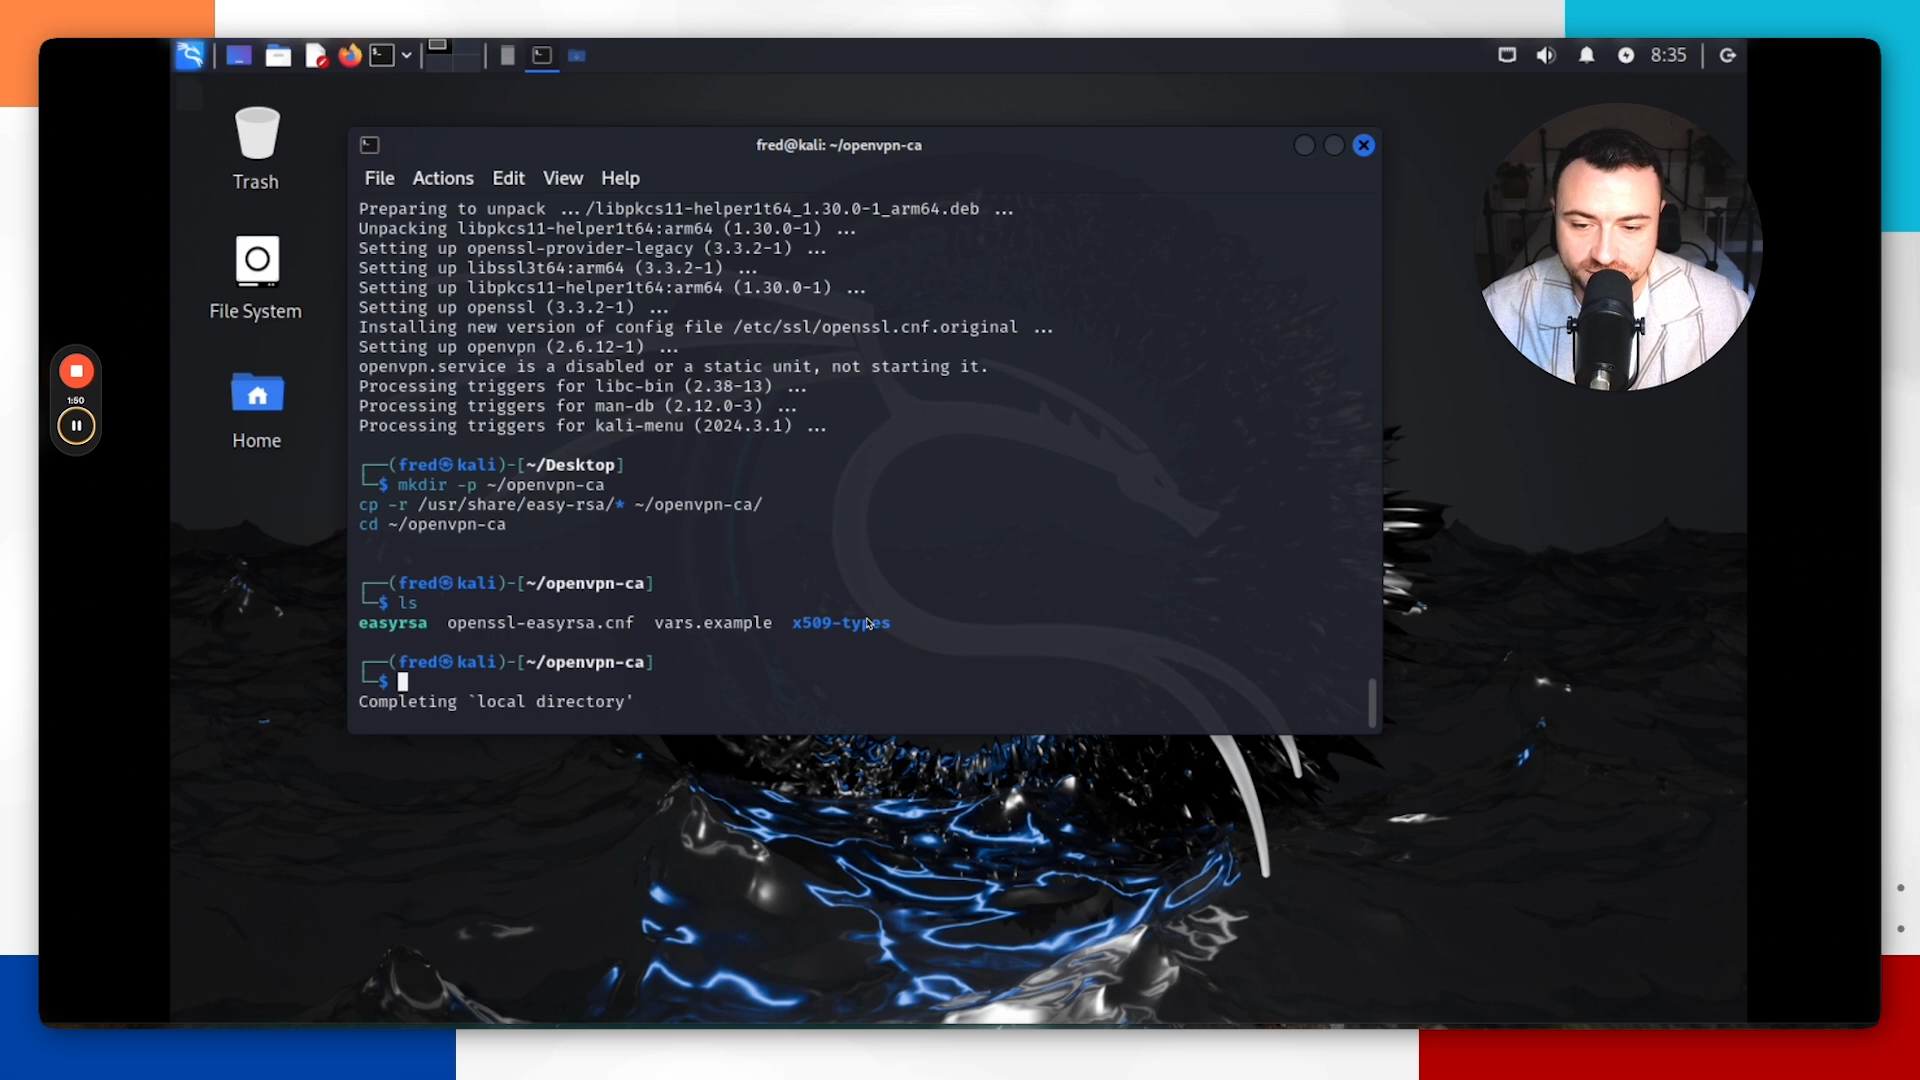 8:35
Trash
File System
Home
1:50
fred@kali: ~/openvpn-ca
File Actions Edit View Help
Preparing to unpack .../libpkcs11-helper1t64_1.30.0-1_arm64.deb ...
Unpacking libpkcs11-helper1t64:arm64 (1.30.0-1) ...
Setting up openssl-provider-legacy (3.3.2-1) ...
Setting up libssl3t64:arm64 (3.3.2-1) ...
Setting up libpkcs11-helper1t64:arm64 (1.30.0-1) ...
Setting up openssl (3.3.2-1) ...
Installing new version of config file /etc/ssl/openssl.cnf.original ...
Setting up openvpn (2.6.12-1) ...
openvpn.service is a disabled or a static unit, not starting it.
Processing triggers for libc-bin (2.38-13) ...
Processing triggers for man-db (2.12.0-3) ...
Processing triggers for kali-menu (2024.3.1) ...
┌──(fred㉿kali)-[~/Desktop]
└─$ mkdir -p ~/openvpn-ca
cp -r /usr/share/easy-rsa/* ~/openvpn-ca/
cd ~/openvpn-ca
┌──(fred㉿kali)-[~/openvpn-ca]
└─$ ls
easyrsa openssl-easyrsa.cnf vars.example x509-types
┌──(fred㉿kali)-[~/openvpn-ca]
└─$
Completing `local directory'